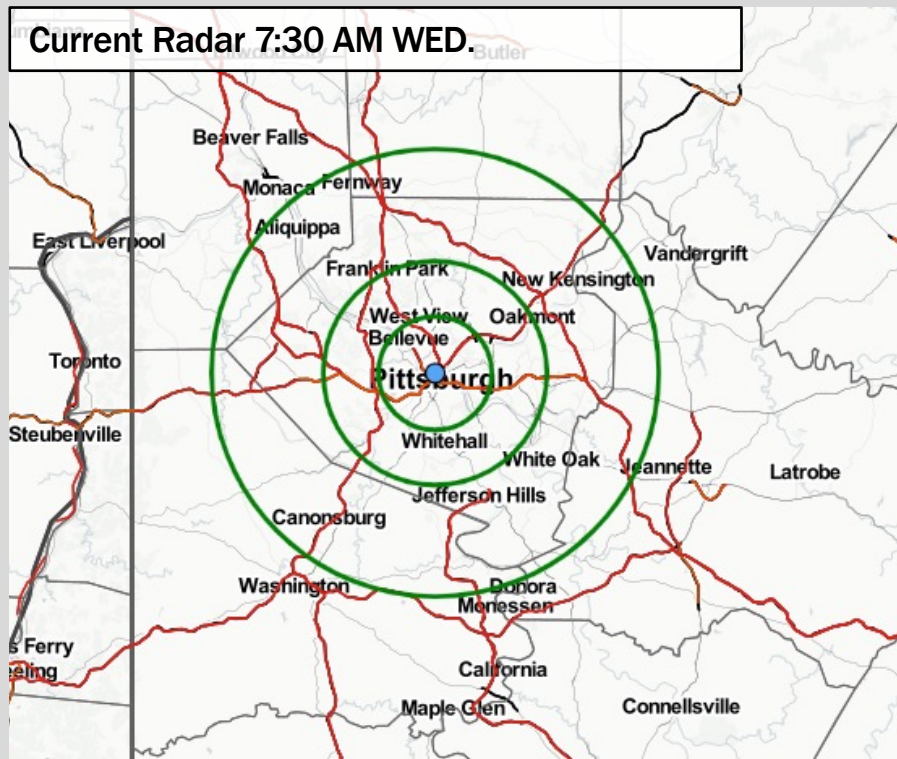 Current Radar 7:30 AM WED.
Butler
Beaver Falls
Monaca
Fernway
Aliquippa
East Liverpool
Vandergrift
Franklin Park
New Kensington
West View
Oakmont
Bellevue
Toronto
Pittsburgh
Steubenville
Whitehall
White Oak
Jeannette
Latrobe
Jefferson Hills
Canonsburg
Washington
Donora
Monessen
s Ferry
eeling
California
Maple Glen
Connellsville